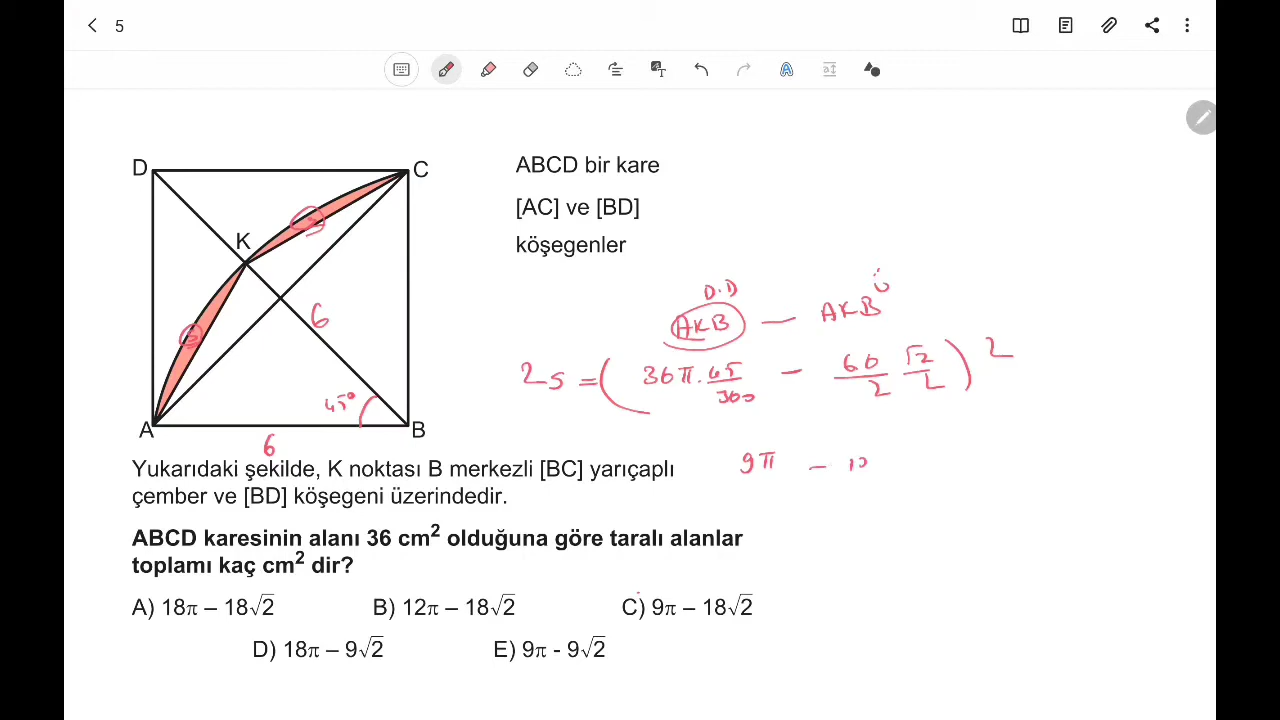 5
D
C
K
A
B
6
45°
6
ABCD bir kare
[AC] ve [BD]
köşegenler
D.D
AKB — AKB
2S = ( 36π . 45/360 — 60/2 √2/2 ) 2
9π —
Yukarıdaki şekilde, K noktası B merkezli [BC] yarıçaplı
çember ve [BD] köşegeni üzerindedir.
ABCD karesinin alanı 36 cm² olduğuna göre taralı alanlar
toplamı kaç cm² dir?
A) 18π – 18√2 B) 12π – 18√2 C) 9π – 18√2
D) 18π – 9√2 E) 9π - 9√2